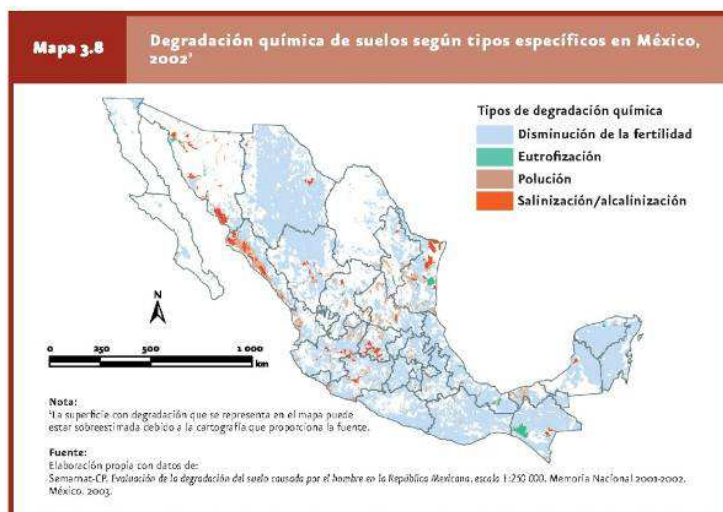 Mapa 3.8
Degradación química de suelos según tipos específicos en México,
2002¹
Tipos de degradación química
Disminución de la fertilidad
Eutrofización
Polución
Salinización/alcalinización
N
0 250 500 1 000
km
Nota:
¹La superficie con degradación que se representa en el mapa puede
estar sobreestimada debido a la cartografía que proporciona la fuente.
Fuente:
Elaboración propia con datos de:
Semarnat-CP. Evaluación de la degradación del suelo causada por el hombre en la República Mexicana, escala 1:250 000. Memoria Nacional 2001-2002.
México. 2003.